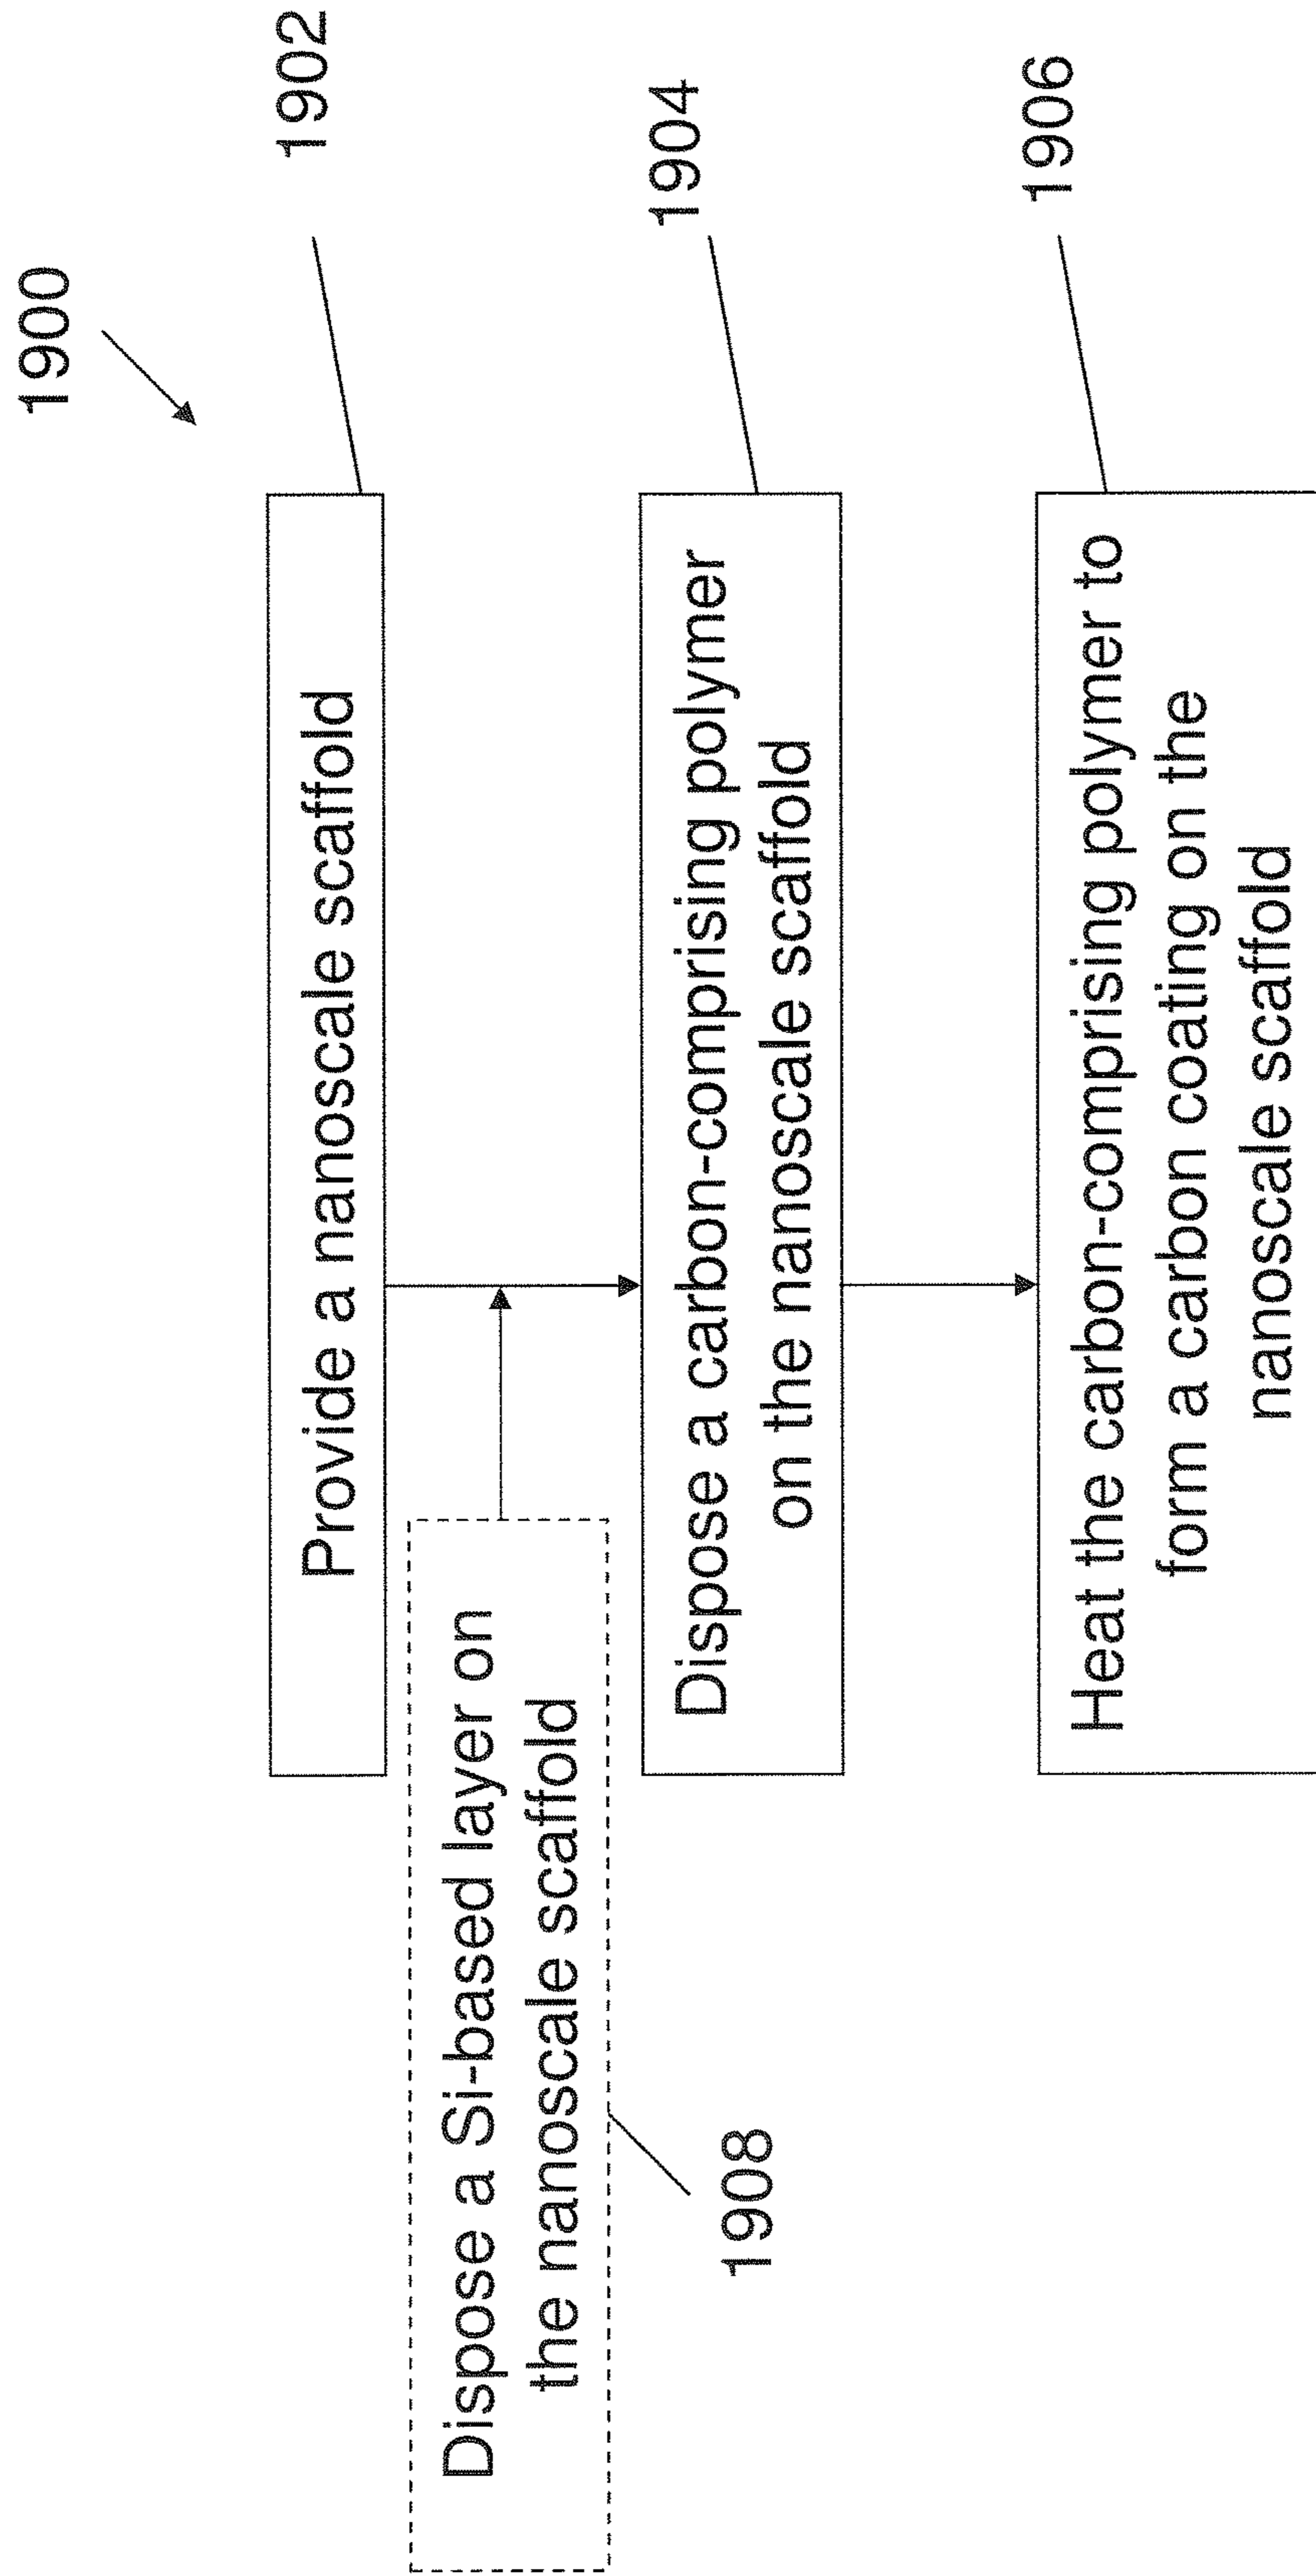 1900
Provide a nanoscale scaffold
1902
Dispose a Si-based layer on
the nanoscale scaffold
1908
Dispose a carbon-comprising polymer
on the nanoscale scaffold
1904
Heat the carbon-comprising polymer to
form a carbon coating on the
nanoscale scaffold
1906